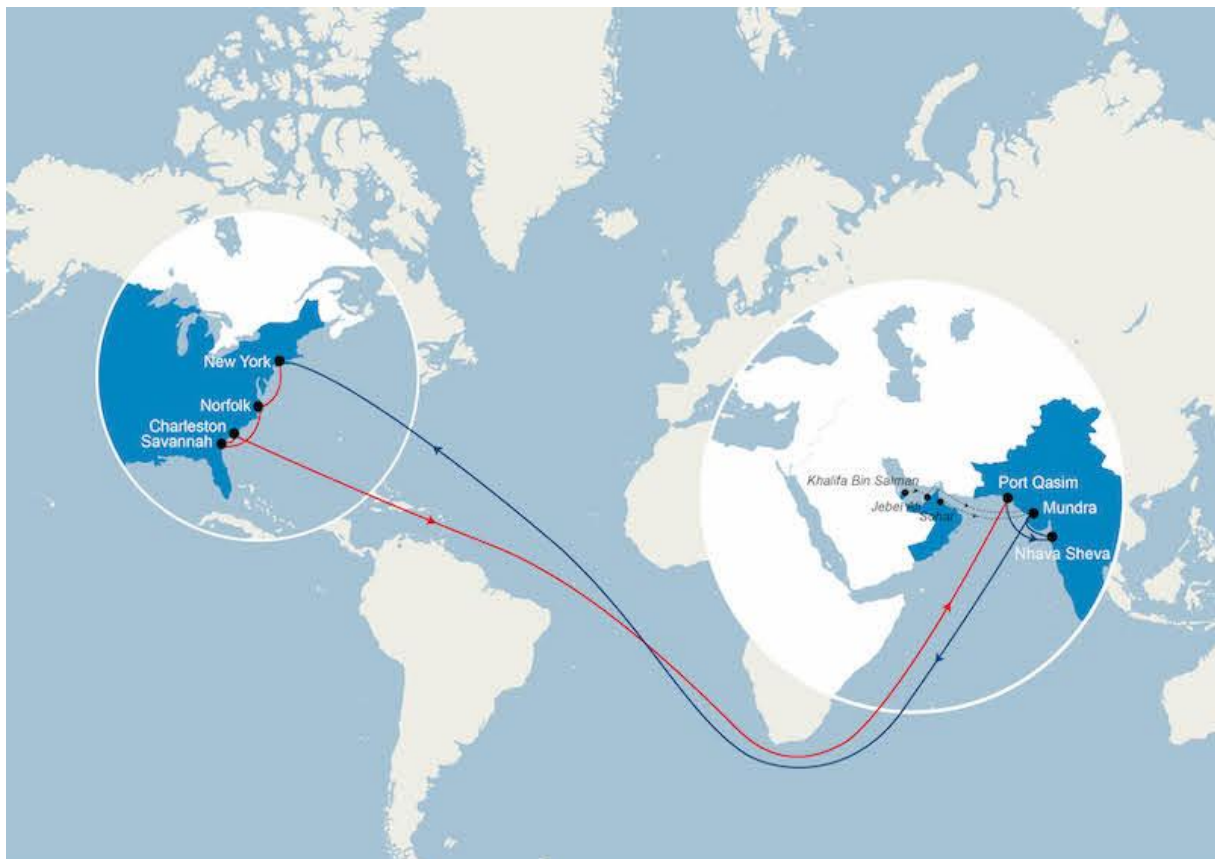 New York
Norfolk
Charleston
Savannah
Khalifa Bin Salman
Jebel Ali
Sohar
Port Qasim
Mundra
Nhava Sheva